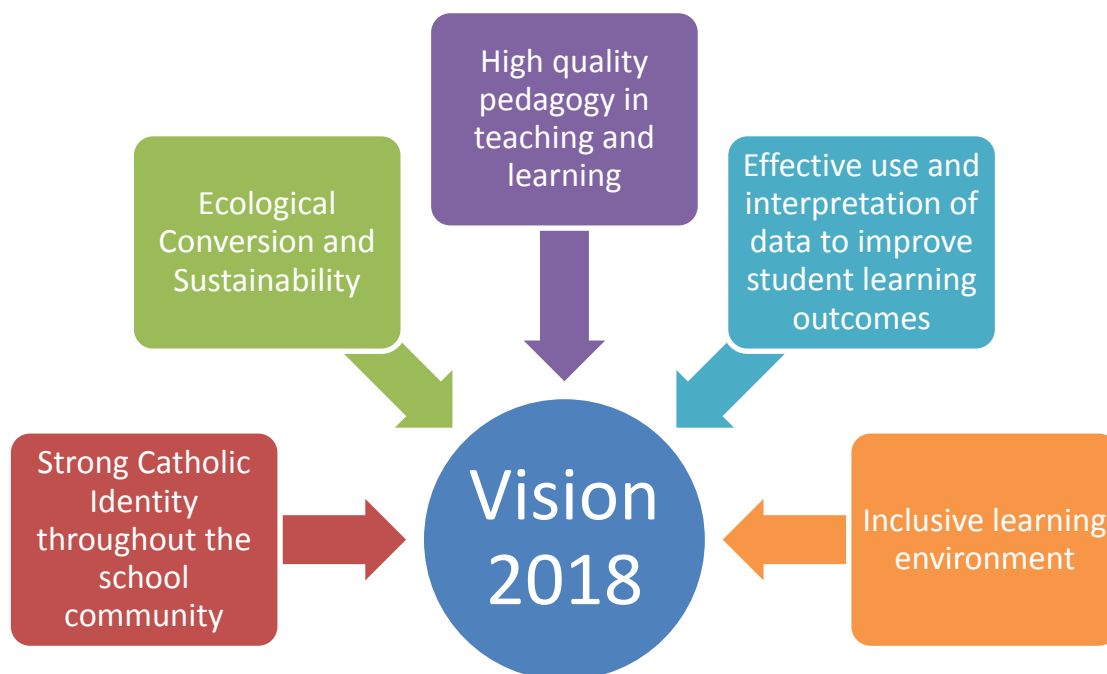 High quality
pedagogy in
teaching and
learning
Ecological
Conversion and
Sustainability
Effective use and
interpretation of
data to improve
student learning
outcomes
Strong Catholic
Identity
throughout the
school
community
Vision
2018
Inclusive learning
environment